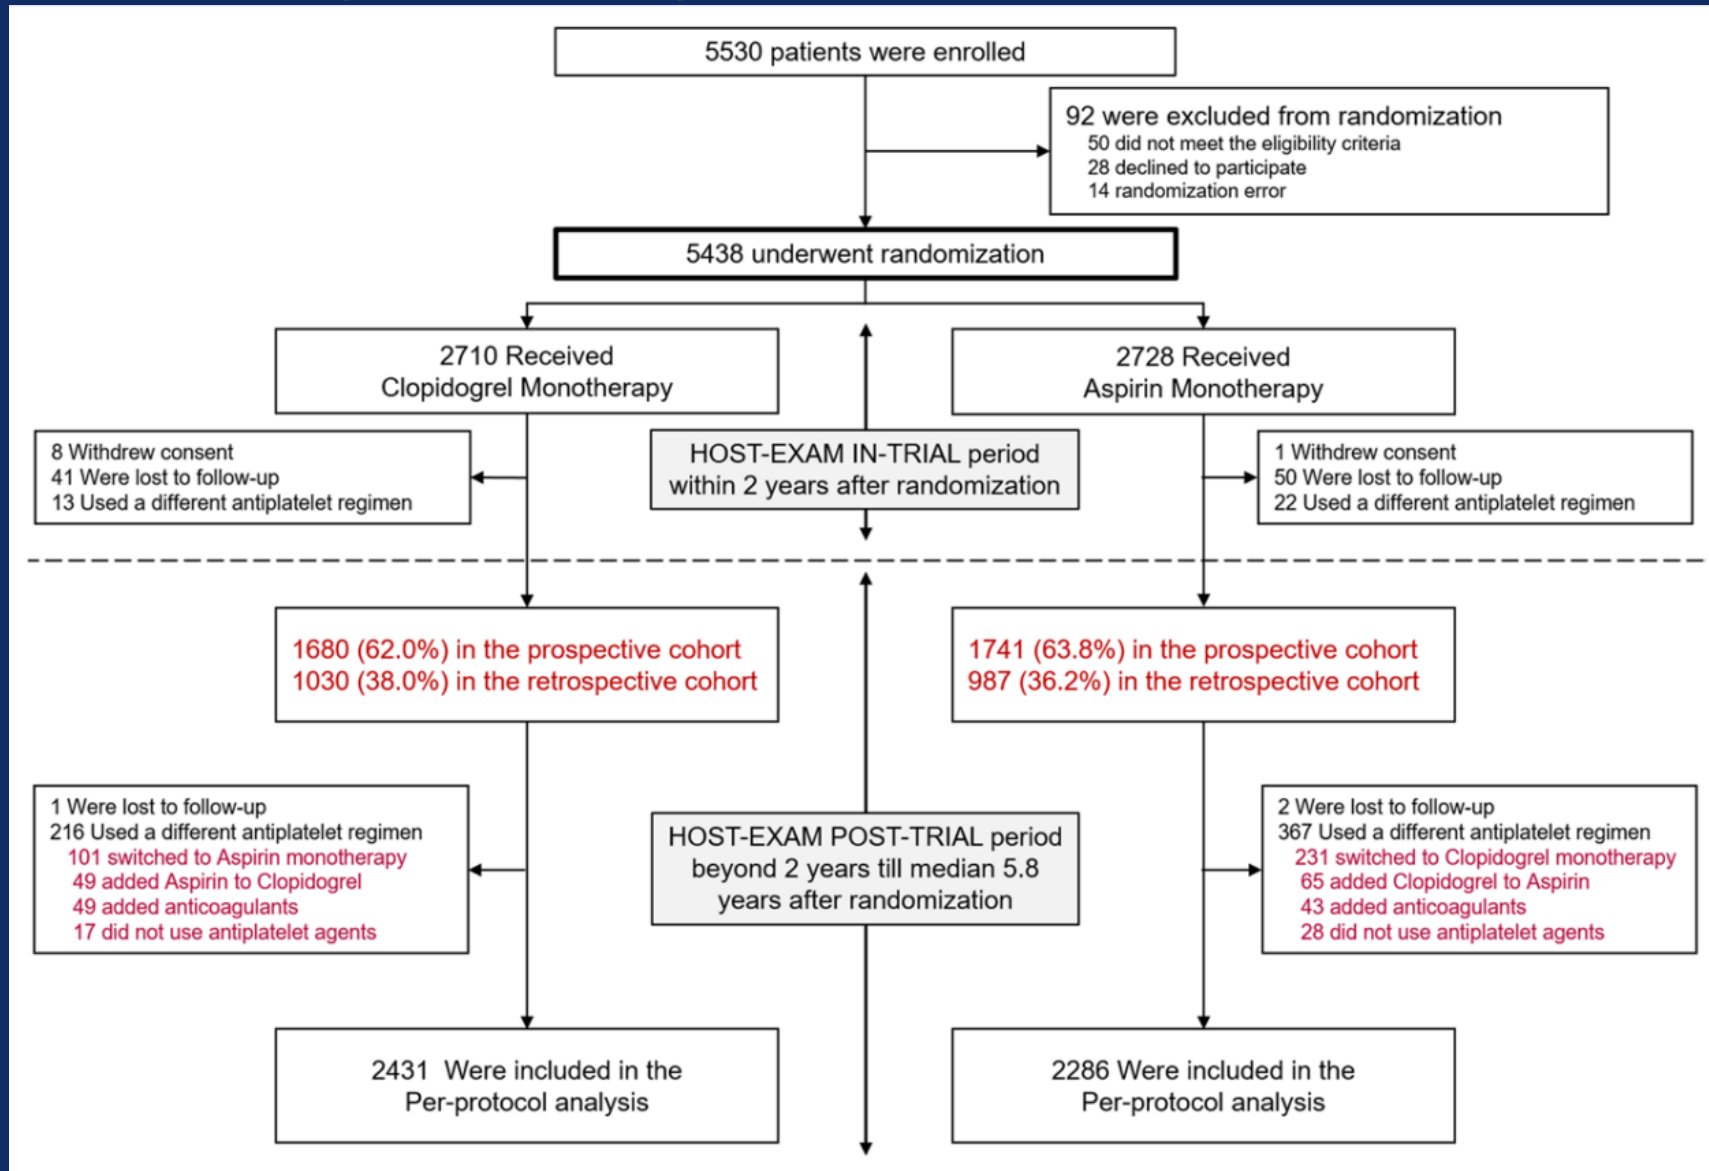 5530 patients were enrolled
92 were excluded from randomization
50 did not meet the eligibility criteria
28 declined to participate
14 randomization error
5438 underwent randomization
2710 Received
Clopidogrel Monotherapy
2728 Received
Aspirin Monotherapy
8 Withdrew consent
41 Were lost to follow-up
13 Used a different antiplatelet regimen
HOST-EXAM IN-TRIAL period
within 2 years after randomization
1 Withdrew consent
50 Were lost to follow-up
22 Used a different antiplatelet regimen
1680 (62.0%) in the prospective cohort
1030 (38.0%) in the retrospective cohort
1741 (63.8%) in the prospective cohort
987 (36.2%) in the retrospective cohort
1 Were lost to follow-up
216 Used a different antiplatelet regimen
101 switched to Aspirin monotherapy
49 added Aspirin to Clopidogrel
49 added anticoagulants
17 did not use antiplatelet agents
HOST-EXAM POST-TRIAL period
beyond 2 years till median 5.8
years after randomization
2 Were lost to follow-up
367 Used a different antiplatelet regimen
231 switched to Clopidogrel monotherapy
65 added Clopidogrel to Aspirin
43 added anticoagulants
28 did not use antiplatelet agents
2431 Were included in the
Per-protocol analysis
2286 Were included in the
Per-protocol analysis